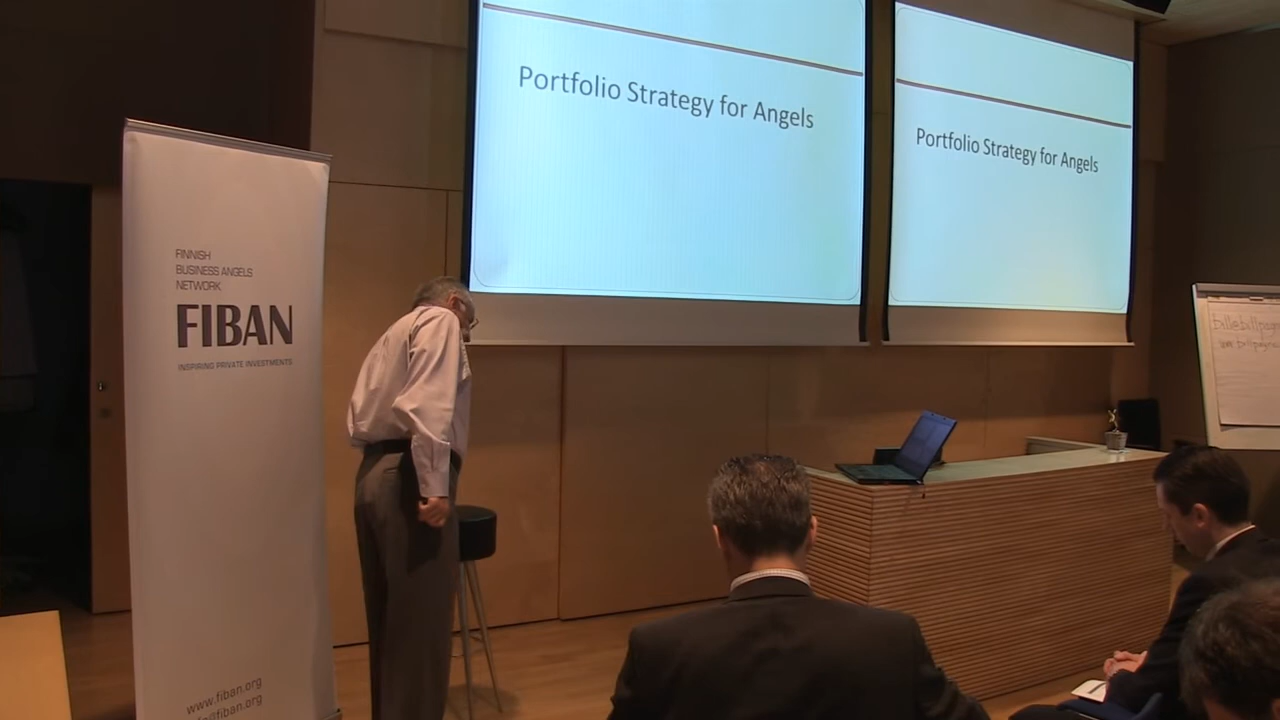 FINNISH
BUSINESS ANGELS
NETWORK
FIBAN
INSPIRING PRIVATE INVESTMENTS
www.fiban.org
Portfolio Strategy for Angels
Portfolio Strategy for Angels